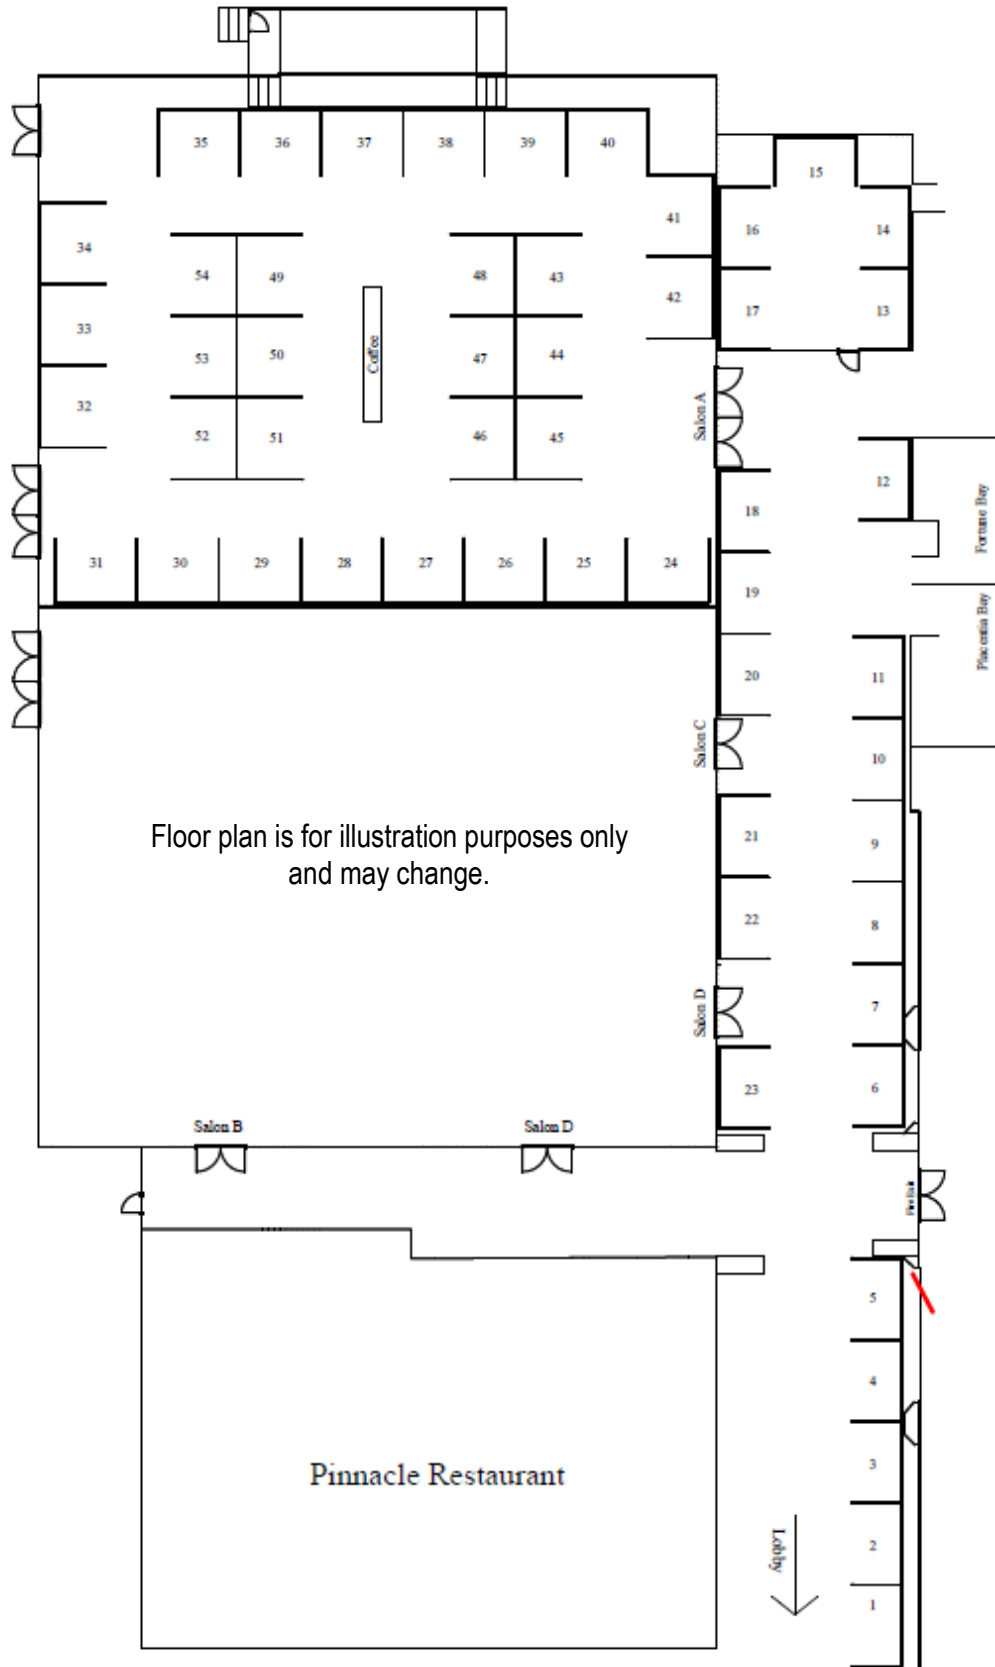 35 36 37 38 39 40
15
41
16 14
34
54 49 48 43
42
17 13
33
53 50 Coffee 47 44
32
52 51 46 45
Salon A
12
18
Fortune Bay
31 30 29 28 27 26 25 24
19
Placentia Bay
20 11
Salon C
10
Floor plan is for illustration purposes only
and may change.
21 9
22 8
Salon D
7
23 6
Salon B Salon D
Fire Exit
5
4
Pinnacle Restaurant
3
Lobby
2
1